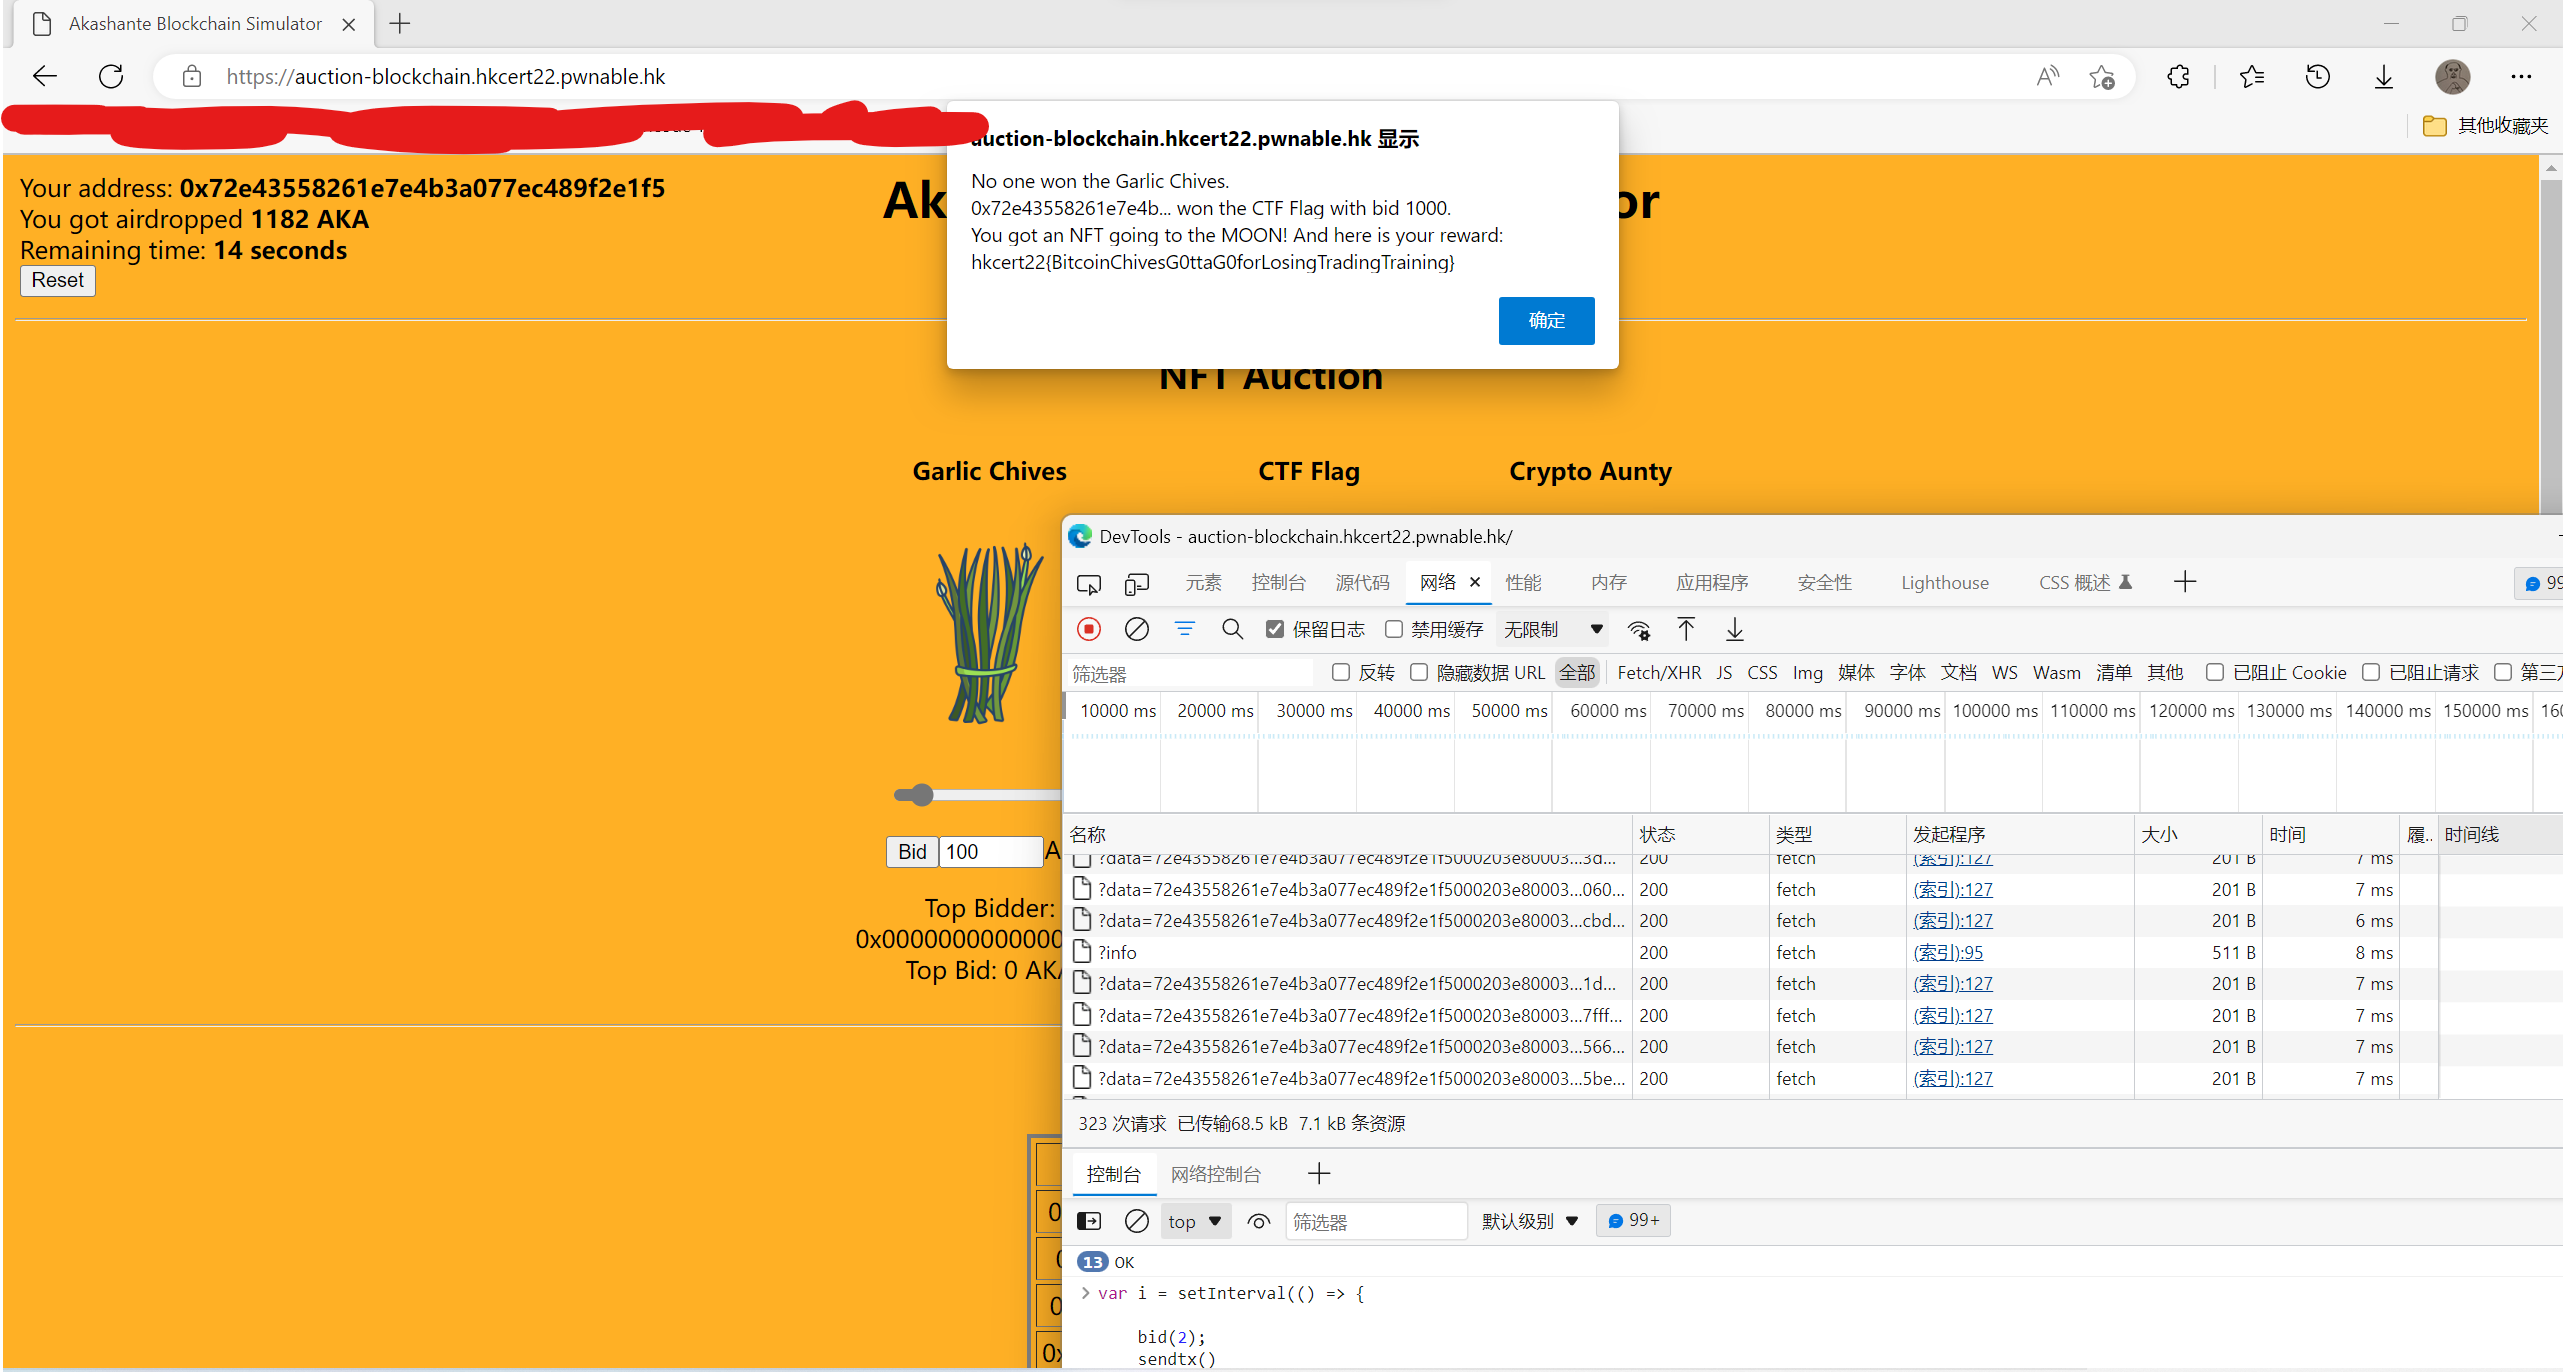 Akashante Blockchain Simulator
https://auction-blockchain.hkcert22.pwnable.hk
其他收藏夹
auction-blockchain.hkcert22.pwnable.hk 显示
No one won the Garlic Chives.
0x72e43558261e7e4b... won the CTF Flag with bid 1000.
You got an NFT going to the MOON! And here is your reward:
hkcert22{BitcoinChivesG0ttaG0forLosingTradingTraining}
确定
Your address: 0x72e43558261e7e4b3a077ec489f2e1f5
You got airdropped 1182 AKA
Remaining time: 14 seconds
Reset
Ak
or
NFT Auction
Garlic Chives
CTF Flag
Crypto Aunty
Bid 100 A
Top Bidder:
0x0000000000000
Top Bid: 0 AKA
DevTools - auction-blockchain.hkcert22.pwnable.hk/
元素 控制台 源代码 网络 性能 内存 应用程序 安全性 Lighthouse CSS 概述 99
保留日志 禁用缓存 无限制
筛选器 反转 隐藏数据 URL 全部 Fetch/XHR JS CSS Img 媒体 字体 文档 WS Wasm 清单 其他 已阻止 Cookie 已阻止请求 第三方
10000 ms 20000 ms 30000 ms 40000 ms 50000 ms 60000 ms 70000 ms 80000 ms 90000 ms 100000 ms 110000 ms 120000 ms 130000 ms 140000 ms 150000 ms 160
名称 状态 类型 发起程序 大小 时间 履.. 时间线
?data=72e43558261e7e4b3a077ec489f2e1f5000203e80003...3d... 200 fetch (索引):127 201 B 7 ms
?data=72e43558261e7e4b3a077ec489f2e1f5000203e80003...060... 200 fetch (索引):127 201 B 7 ms
?data=72e43558261e7e4b3a077ec489f2e1f5000203e80003...cbd... 200 fetch (索引):127 201 B 6 ms
?info 200 fetch (索引):95 511 B 8 ms
?data=72e43558261e7e4b3a077ec489f2e1f5000203e80003...1d... 200 fetch (索引):127 201 B 7 ms
?data=72e43558261e7e4b3a077ec489f2e1f5000203e80003...7fff... 200 fetch (索引):127 201 B 7 ms
?data=72e43558261e7e4b3a077ec489f2e1f5000203e80003...566... 200 fetch (索引):127 201 B 7 ms
?data=72e43558261e7e4b3a077ec489f2e1f5000203e80003...5be... 200 fetch (索引):127 201 B 7 ms
323 次请求 已传输68.5 kB 7.1 kB 条资源
控制台 网络控制台
top 筛选器 默认级别 99+
13 OK
var i = setInterval(() => {
bid(2);
sendtx()
0
0
0
0x